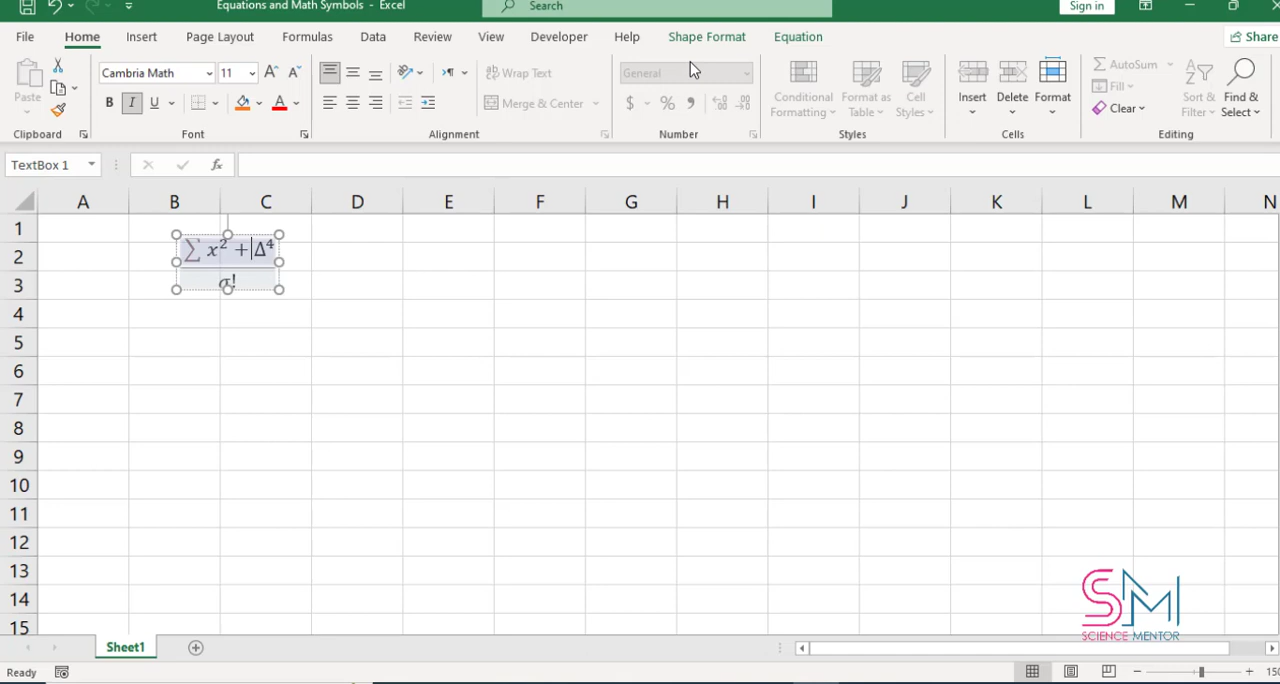 Equations and Math Symbols - Excel
Search
Sign in
File Home Insert Page Layout Formulas Data Review View Developer Help Shape Format Equation Share
Paste
Cambria Math 11
Wrap Text
General
Conditional Formatting
Format as Table
Cell Styles
Insert Delete Format
AutoSum
Fill
Clear
Sort & Filter
Find & Select
B I U
Merge & Center
$ % ,
Clipboard Font Alignment Number Styles Cells Editing
TextBox 1
fx
A B C D E F G H I J K L M N
1
∑ x² + Δ⁴
2
σ!
3
4
5
6
7
8
9
10
11
12
13
14
15
SM
SCIENCE MENTOR
Sheet1
Ready